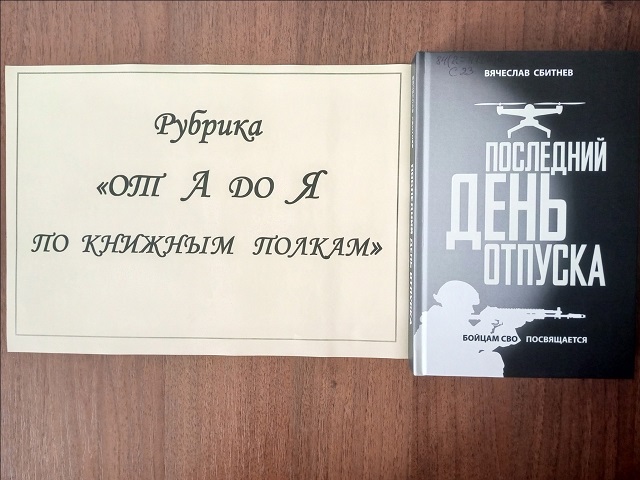 Рубрика
«ОТ А ДО Я
ПО КНИЖНЫМ ПОЛКАМ»
ВЯЧЕСЛАВ СБИТНЕВ
ПОСЛЕДНИЙ
ДЕНЬ
ОТПУСКА
БОЙЦАМ СВО ПОСВЯЩАЕТСЯ